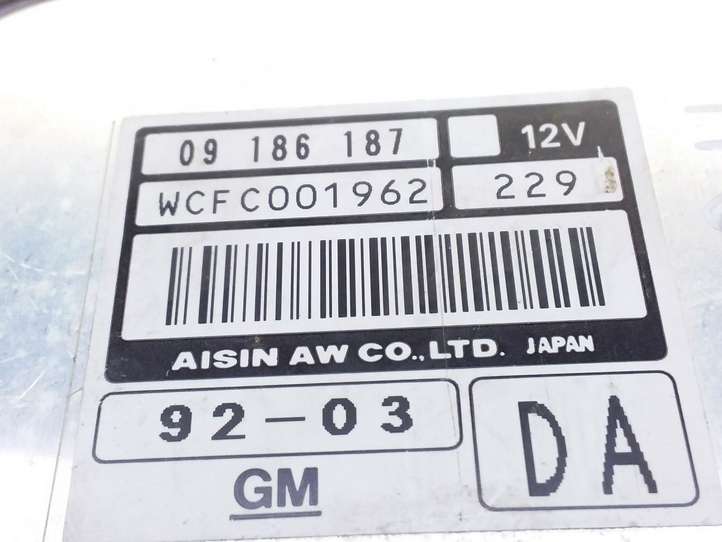 09 186 187 12V
WCFC001962 229
AISIN AW CO., LTD. JAPAN
92-03 DA
GM